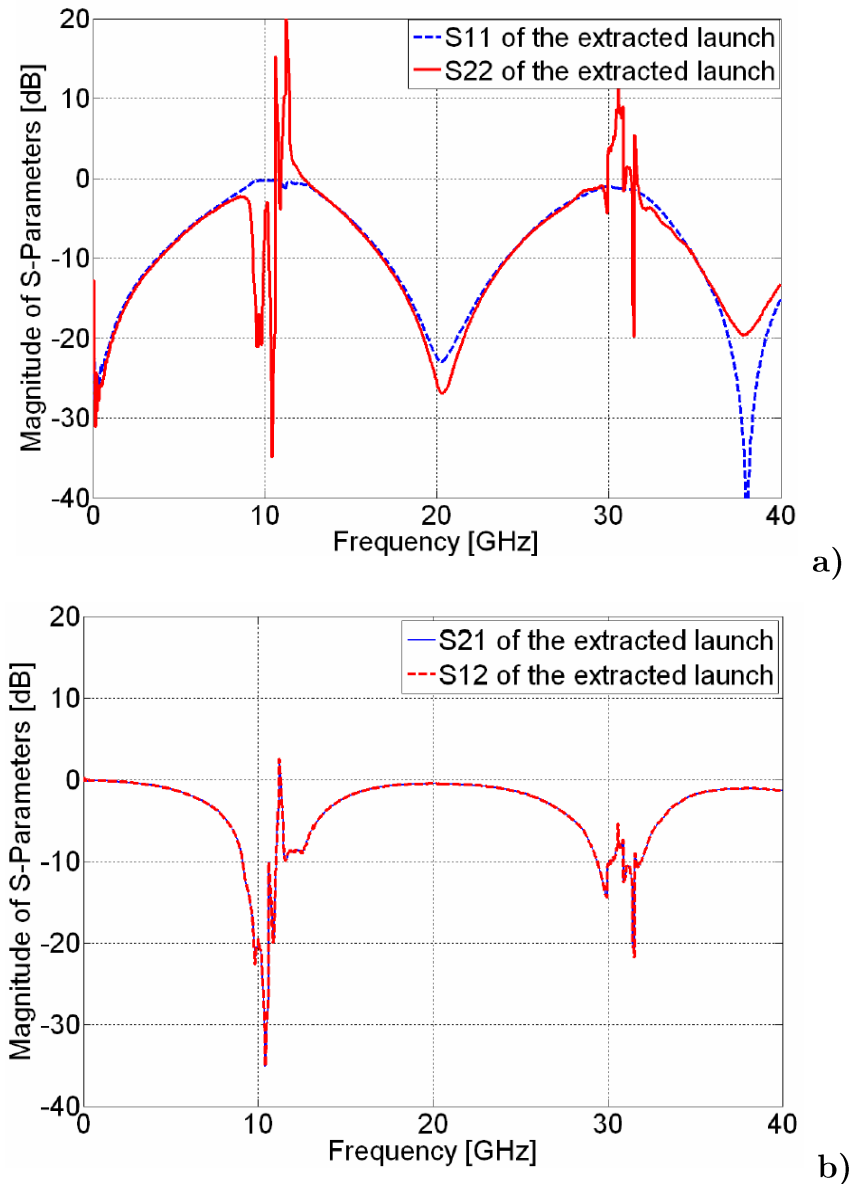 20
10
0
-10
-20
-30
-40
Magnitude of S-Parameters [dB]
S11 of the extracted launch
S22 of the extracted launch
0
10
20
30
40
Frequency [GHz]
a)
20
10
0
-10
-20
-30
-40
Magnitude of S-Parameters [dB]
S21 of the extracted launch
S12 of the extracted launch
0
10
20
30
40
Frequency [GHz]
b)